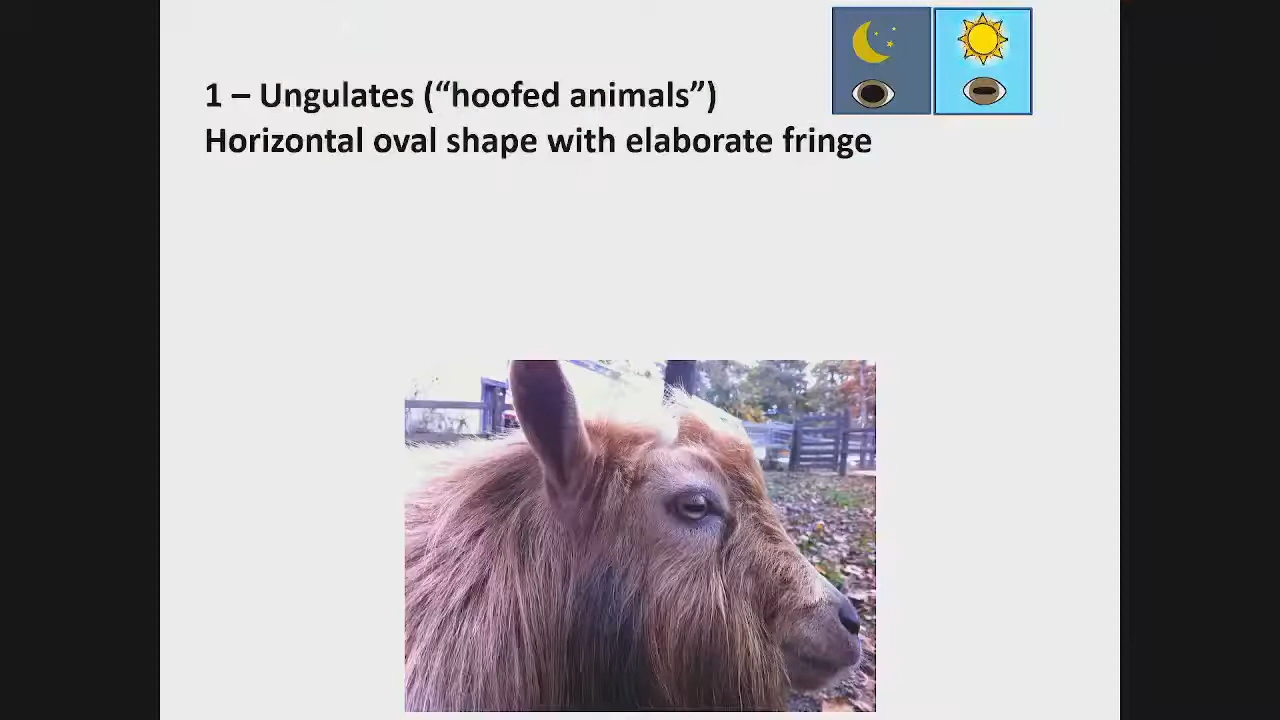 1 – Ungulates (“hoofed animals”)
Horizontal oval shape with elaborate fringe